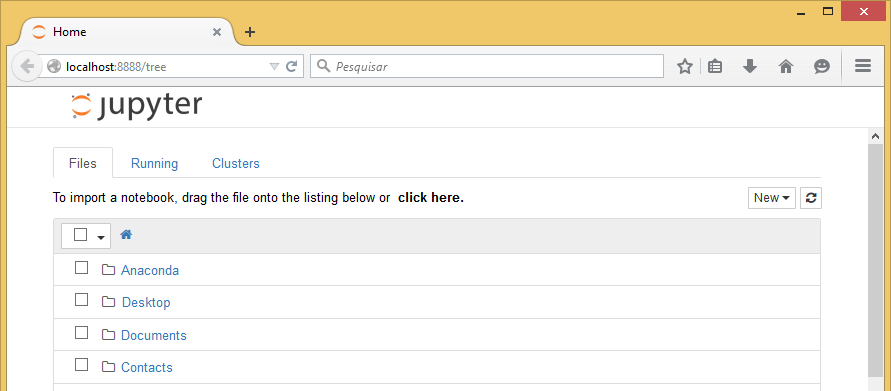 Home
localhost:8888/tree
Pesquisar
jupyter
Files Running Clusters
To import a notebook, drag the file onto the listing below or click here.
New
Anaconda
Desktop
Documents
Contacts